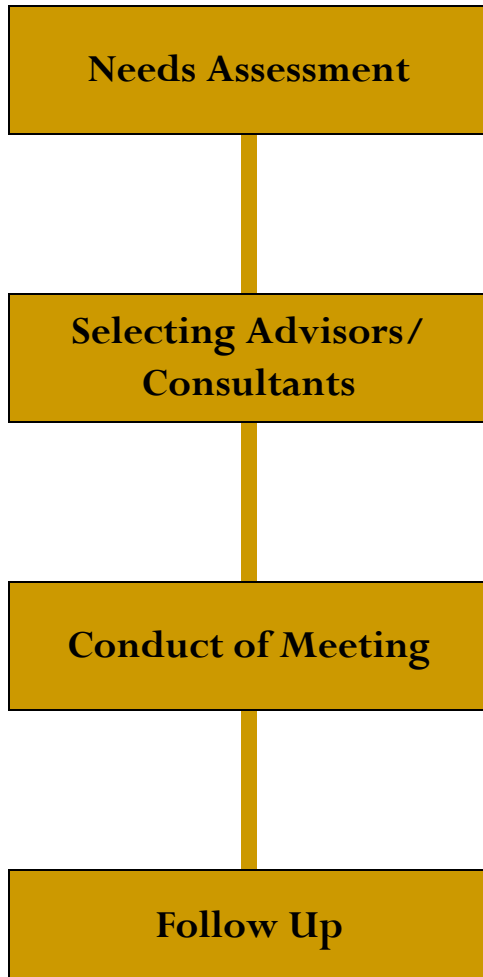 Needs Assessment
Selecting Advisors/
Consultants
Conduct of Meeting
Follow Up